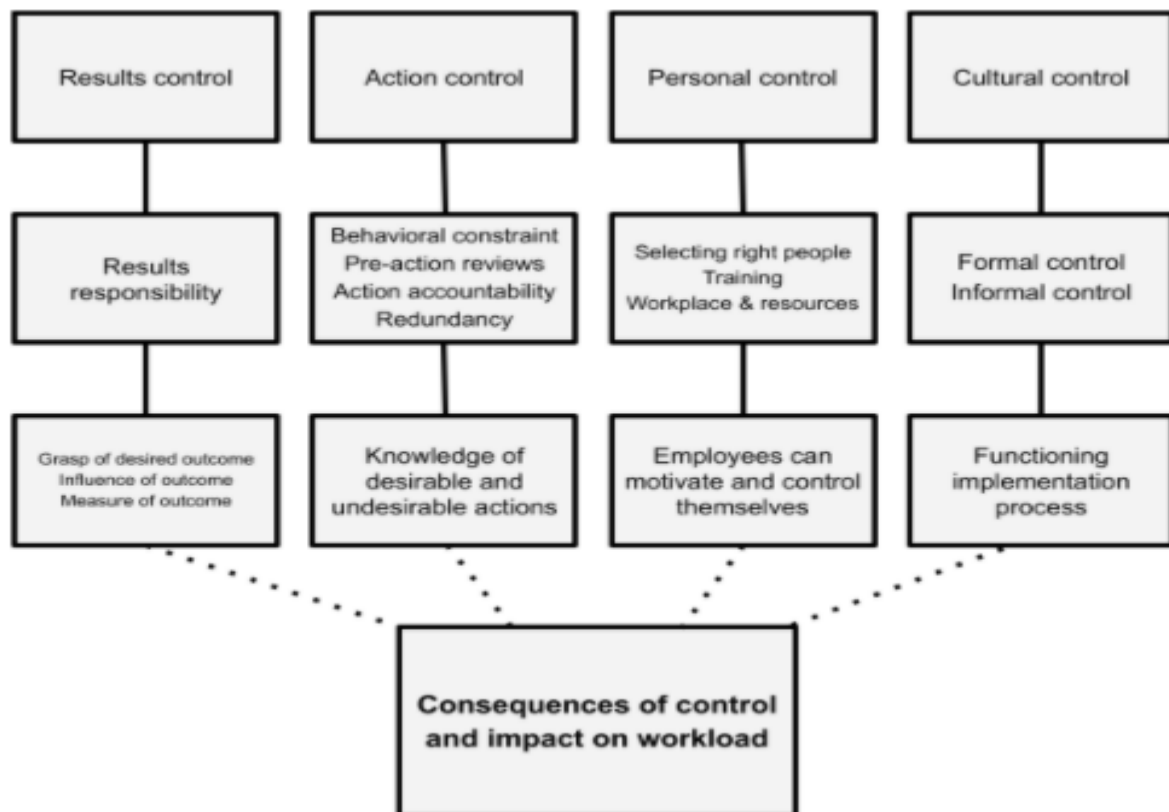 Results control
Action control
Personal control
Cultural control
Results
responsibility
Behavioral constraint
Pre-action reviews
Action accountability
Redundancy
Selecting right people
Training
Workplace & resources
Formal control
Informal control
Grasp of desired outcome
Influence of outcome
Measure of outcome
Knowledge of
desirable and
undesirable actions
Employees can
motivate and control
themselves
Functioning
implementation
process
Consequences of control
and impact on workload